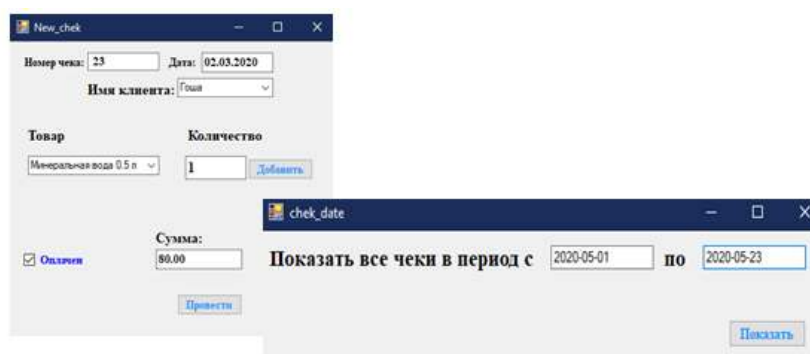 New_chek
Номер чека: 23 Дата: 02.03.2020
Имя клиента: Гоша
Товар Количество
Минеральная вода 0.5 л 1 Добавить
Сумма:
Оплачен 80.00
Провести
chek_date
Показать все чеки в период с 2020-05-01 по 2020-05-23
Показать